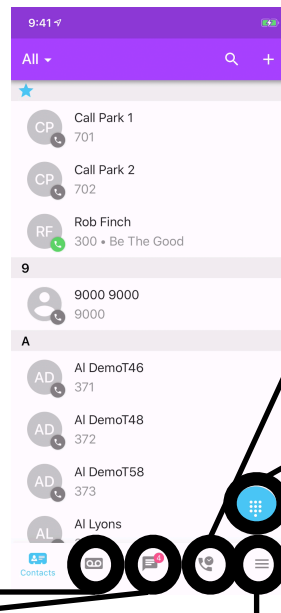 9:41
All
CP
Call Park 1
701
CP
Call Park 2
702
RF
Rob Finch
300 • Be The Good
9
9000 9000
9000
A
AD
Al DemoT46
371
AD
Al DemoT48
372
AD
Al DemoT58
373
AL
Al Lyons
4
Contacts